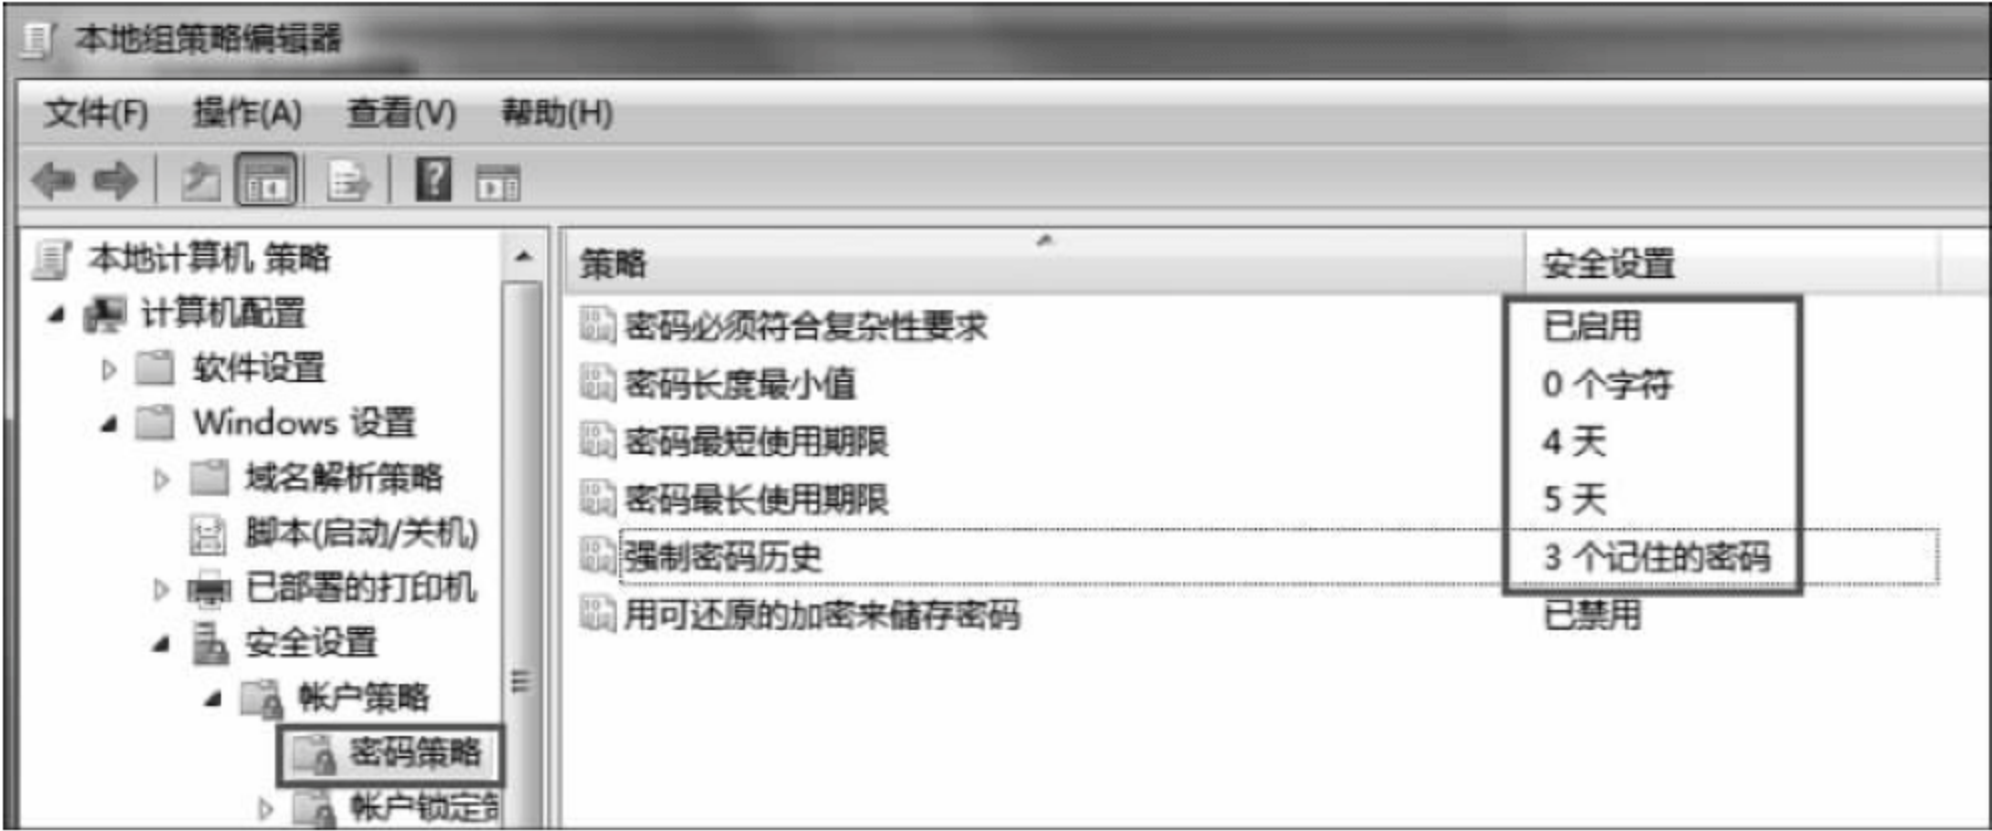 本地组策略编辑器
文件(F) 操作(A) 查看(V) 帮助(H)
本地计算机 策略
计算机配置
软件设置
Windows 设置
域名解析策略
脚本(启动/关机)
已部署的打印机
安全设置
帐户策略
密码策略
帐户锁定策
策略 安全设置
密码必须符合复杂性要求 已启用
密码长度最小值 0 个字符
密码最短使用期限 4 天
密码最长使用期限 5 天
强制密码历史 3 个记住的密码
用可还原的加密来储存密码 已禁用